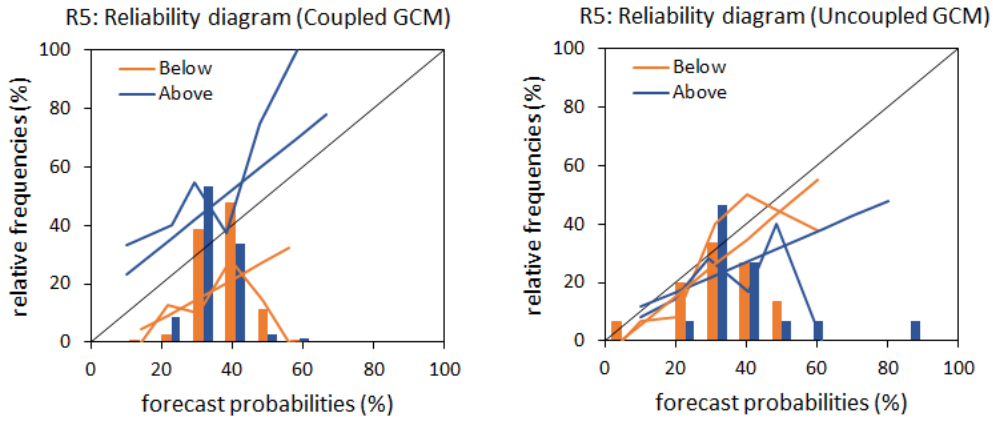 R5: Reliability diagram (Coupled GCM)
100
80
60
40
20
0
relative frequencies (%)
Below
Above
0 20 40 60 80 100
forecast probabilities (%)
R5: Reliability diagram (Uncoupled GCM)
100
80
60
40
20
0
relative frequencies (%)
Below
Above
0 20 40 60 80 100
forecast probabilities (%)